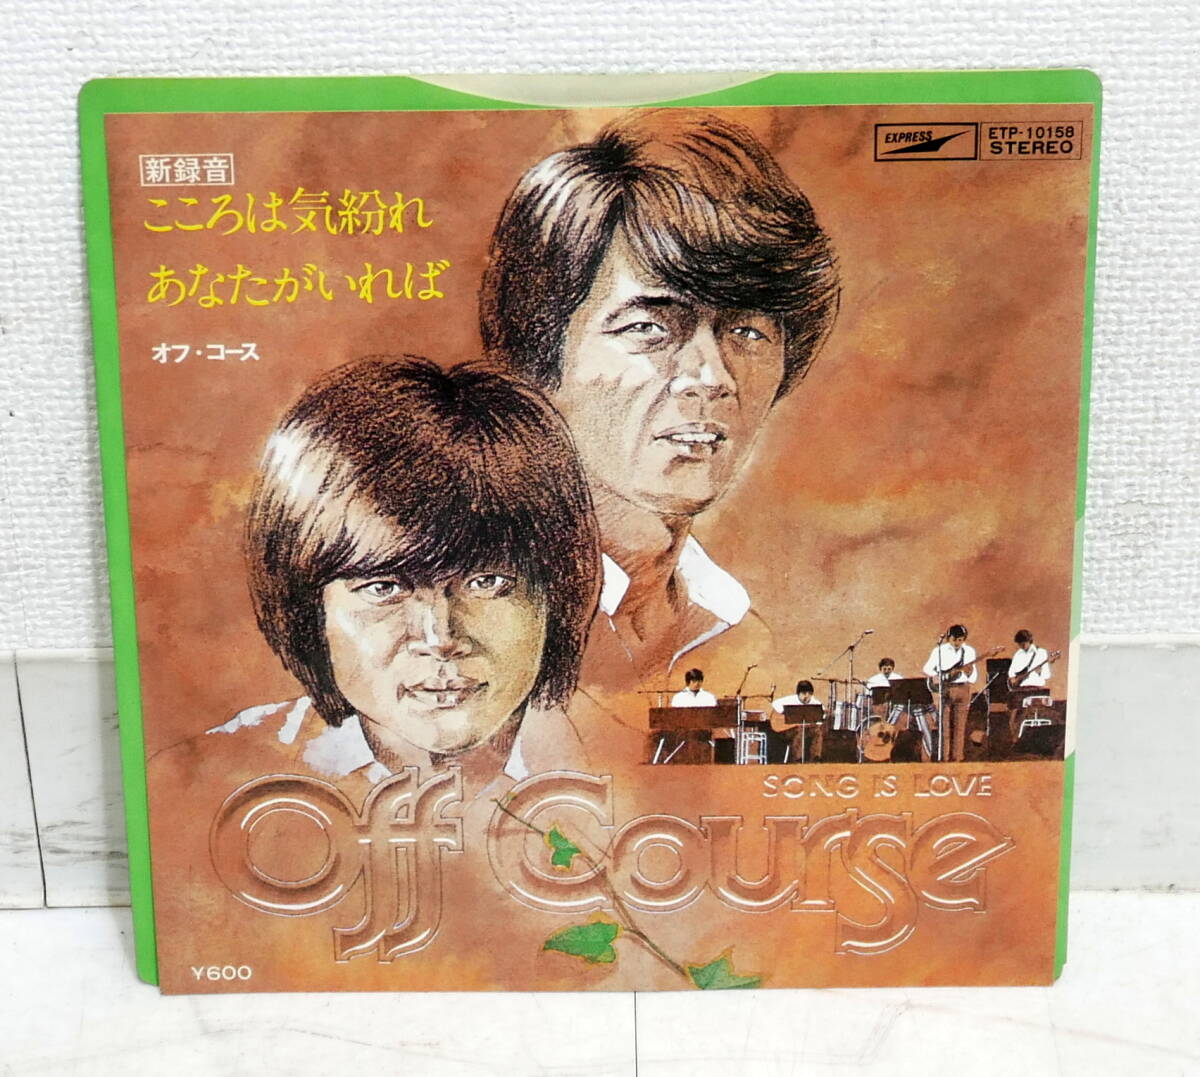 新録音
こころは気紛れ
あなたがいれば
オフ・コース
EXPRESS
ETP-10158
STEREO
SONG IS LOVE
Off Course
Y600